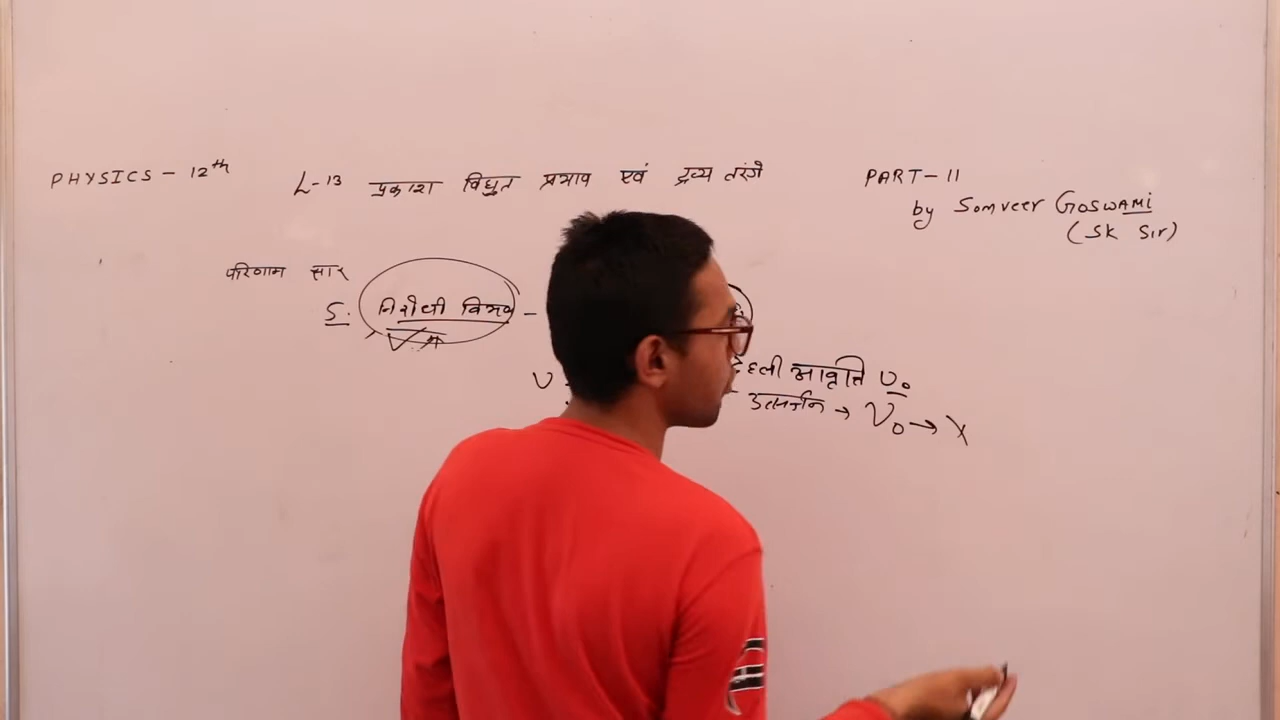 PHYSICS - 12th L-13 प्रकाश विद्युत प्रभाव एवं द्रव्य तरंगे PART-11
by Somveer GOSWAMI
(SK Sir)
परिणाम सार
5. निरोधी विभव -
υ देहली आवृत्ति υ₀
उत्सर्जन → V₀ → X